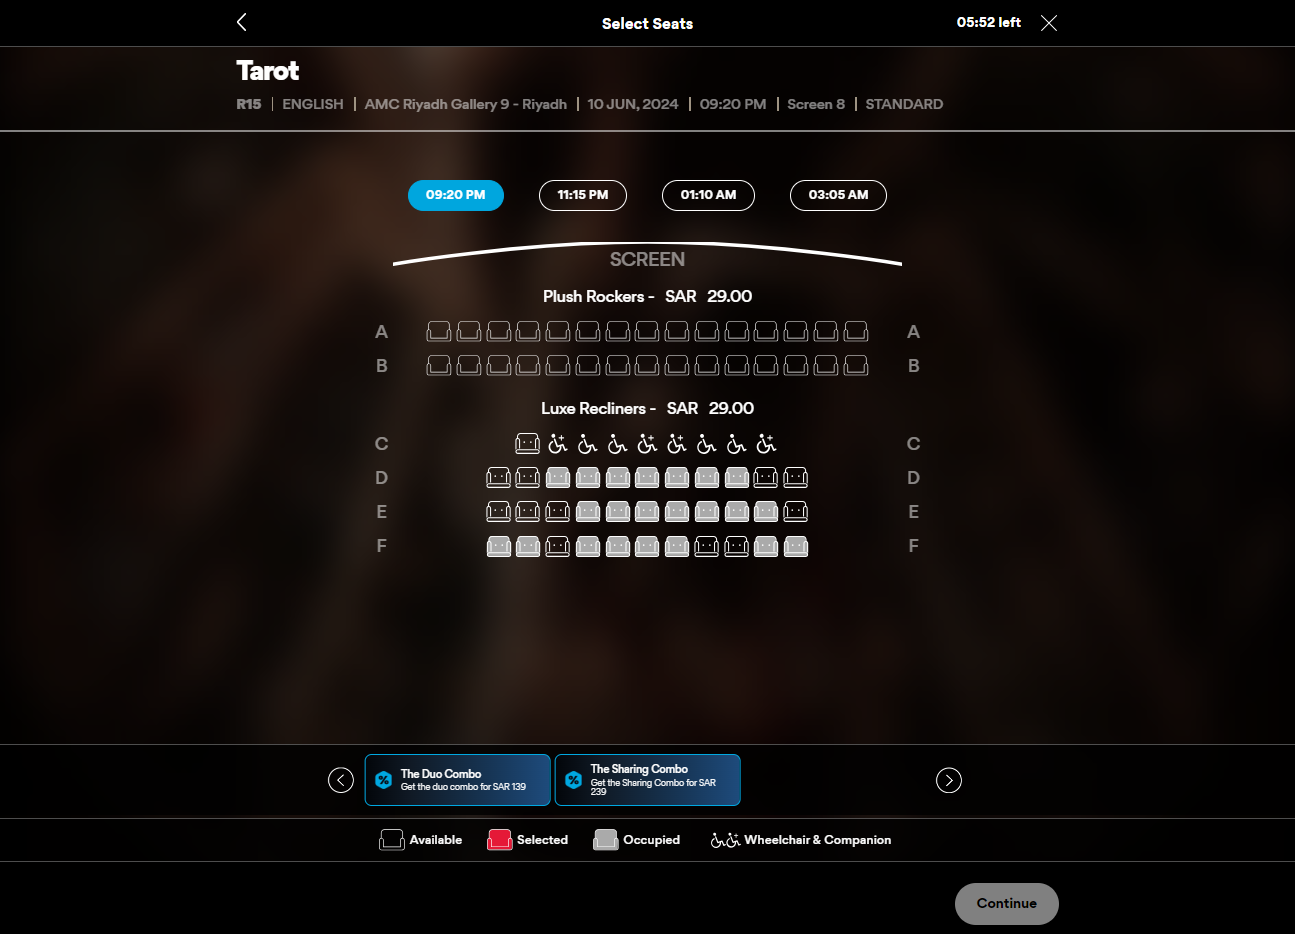 Select Seats
05:52 left
Tarot
R15 | ENGLISH | AMC Riyadh Gallery 9 - Riyadh | 10 JUN, 2024 | 09:20 PM | Screen 8 | STANDARD
09:20 PM 11:15 PM 01:10 AM 03:05 AM
SCREEN
Plush Rockers - SAR 29.00
A A
B B
Luxe Recliners - SAR 29.00
C C
D D
E E
F F
The Duo Combo
Get the duo combo for SAR 139
The Sharing Combo
Get the Sharing Combo for SAR
239
Available Selected Occupied Wheelchair & Companion
Continue